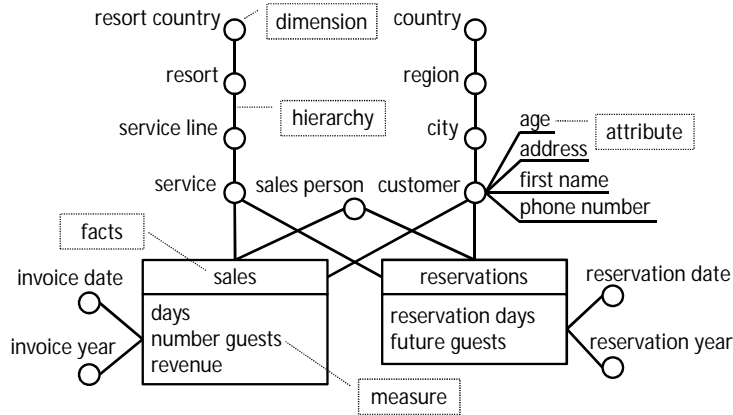 resort country
dimension
country
resort
region
hierarchy
service line
city
age
attribute
address
service
sales person
customer
first name
phone number
facts
invoice date
sales
reservations
reservation date
days
reservation days
number guests
future guests
invoice year
reservation year
revenue
measure